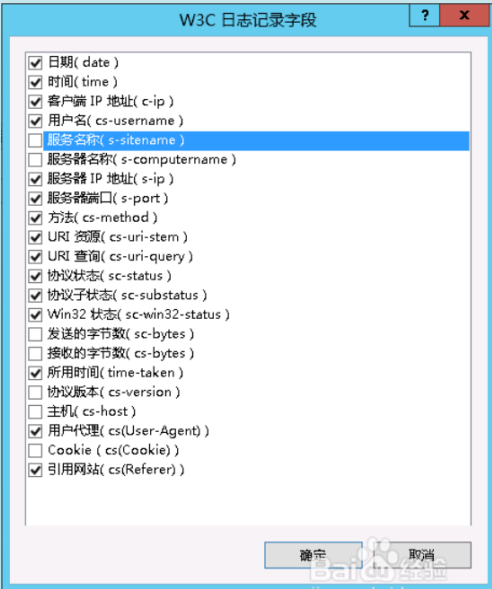 W3C 日志记录字段
?
x
日期( date )
时间( time )
客户端 IP 地址( c-ip )
用户名( cs-username )
服务名称( s-sitename )
服务器名称( s-computername )
服务器 IP 地址( s-ip )
服务器端口( s-port )
方法( cs-method )
URI 资源( cs-uri-stem )
URI 查询( cs-uri-query )
协议状态( sc-status )
协议子状态( sc-substatus )
Win32 状态( sc-win32-status )
发送的字节数( sc-bytes )
接收的字节数( cs-bytes )
所用时间( time-taken )
协议版本( cs-version )
主机( cs-host )
用户代理( cs(User-Agent) )
Cookie ( cs(Cookie) )
引用网站( cs(Referer) )
确定 取消
Baidu 经验